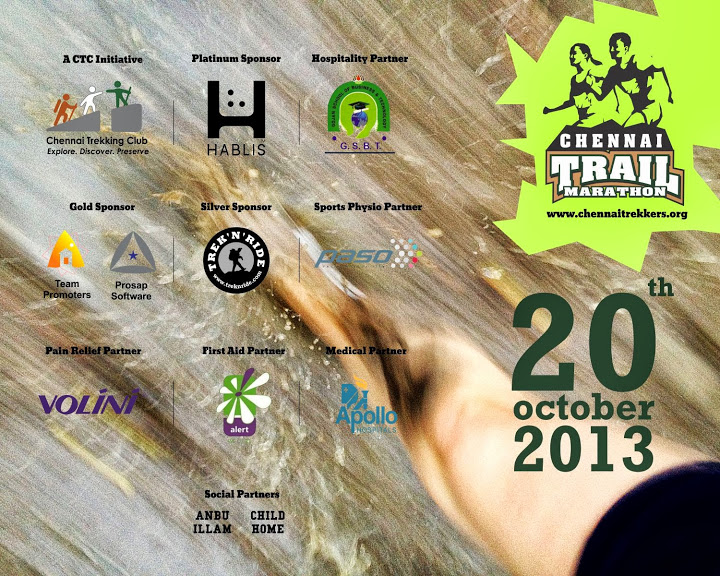 A CTC Initiative
Platinum Sponsor
Hospitality Partner
Chennai Trekking Club
Explore. Discover. Preserve
HABLIS
G.S.B.T.
Gold Sponsor
Silver Sponsor
Sports Physio Partner
Team
Promoters
Prosap
Software
TREK'N'RIDE
www.treknride.com
paso
Pain Relief Partner
First Aid Partner
Medical Partner
VOLINI
alert
Apollo
HOSPITALS
Social Partners
ANBU
ILLAM
CHILD
HOME
CHENNAI
TRAIL
MARATHON
www.chennaitrekkers.org
20th
october
2013